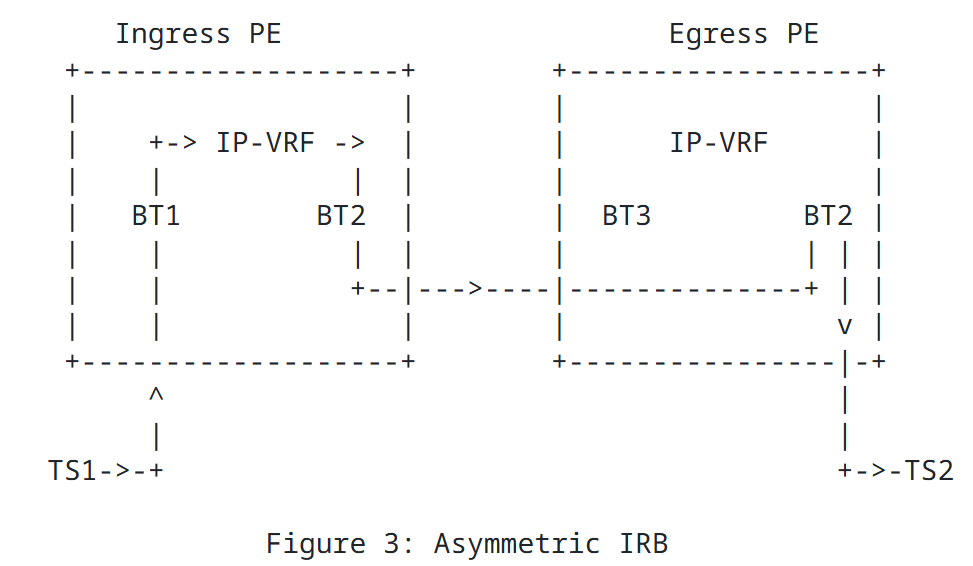 Ingress PE                       Egress PE
    +-------------------+        +------------------+
    |                   |        |                  |
    |    +-> IP-VRF ->  |        |      IP-VRF      |
    |    |           |  |        |                  |
    |   BT1        BT2  |        |  BT3         BT2 |
    |    |           |  |        |              | | |
    |    |           +--|--->----|--------------+ | |
    |    |              |        |                v |
    +-------------------+        +----------------|-+
         ^                                        |
         |                                        |
   TS1->-+                                        +->-TS2

                Figure 3: Asymmetric IRB